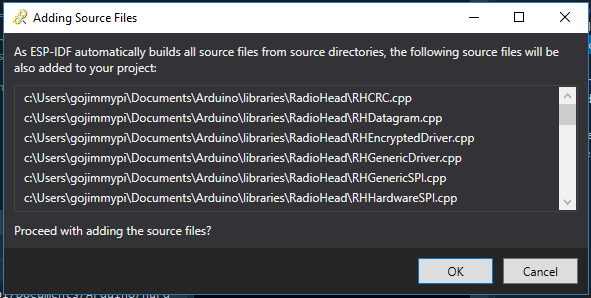 Adding Source Files
As ESP-IDF automatically builds all source files from source directories, the following source files will be
also added to your project:
c:\Users\gojimmypi\Documents\Arduino\libraries\RadioHead\RHCRC.cpp
c:\Users\gojimmypi\Documents\Arduino\libraries\RadioHead\RHDatagram.cpp
c:\Users\gojimmypi\Documents\Arduino\libraries\RadioHead\RHEncryptedDriver.cpp
c:\Users\gojimmypi\Documents\Arduino\libraries\RadioHead\RHGenericDriver.cpp
c:\Users\gojimmypi\Documents\Arduino\libraries\RadioHead\RHGenericSPI.cpp
c:\Users\gojimmypi\Documents\Arduino\libraries\RadioHead\RHHardwareSPI.cpp
Proceed with adding the source files?
OK Cancel